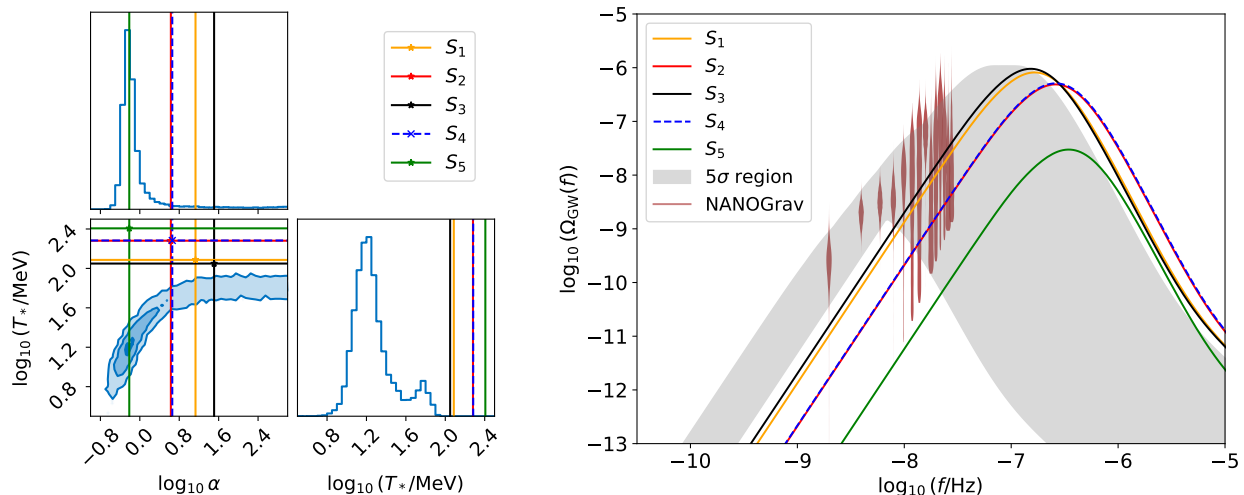 S₁
S₂
S₃
S₄
S₅
2.4
2.0
1.6
1.2
0.8
log₁₀ (T∗/MeV)
−0.8
0.0
0.8
1.6
2.4
log₁₀ α
0.8
1.2
1.6
2.0
2.4
log₁₀ (T∗/MeV)
−5
−6
−7
−8
−9
−10
−11
−12
−13
log₁₀(Ω_GW(f))
S₁
S₂
S₃
S₄
S₅
5σ region
NANOGrav
−10
−9
−8
−7
−6
−5
log₁₀ (f/Hz)